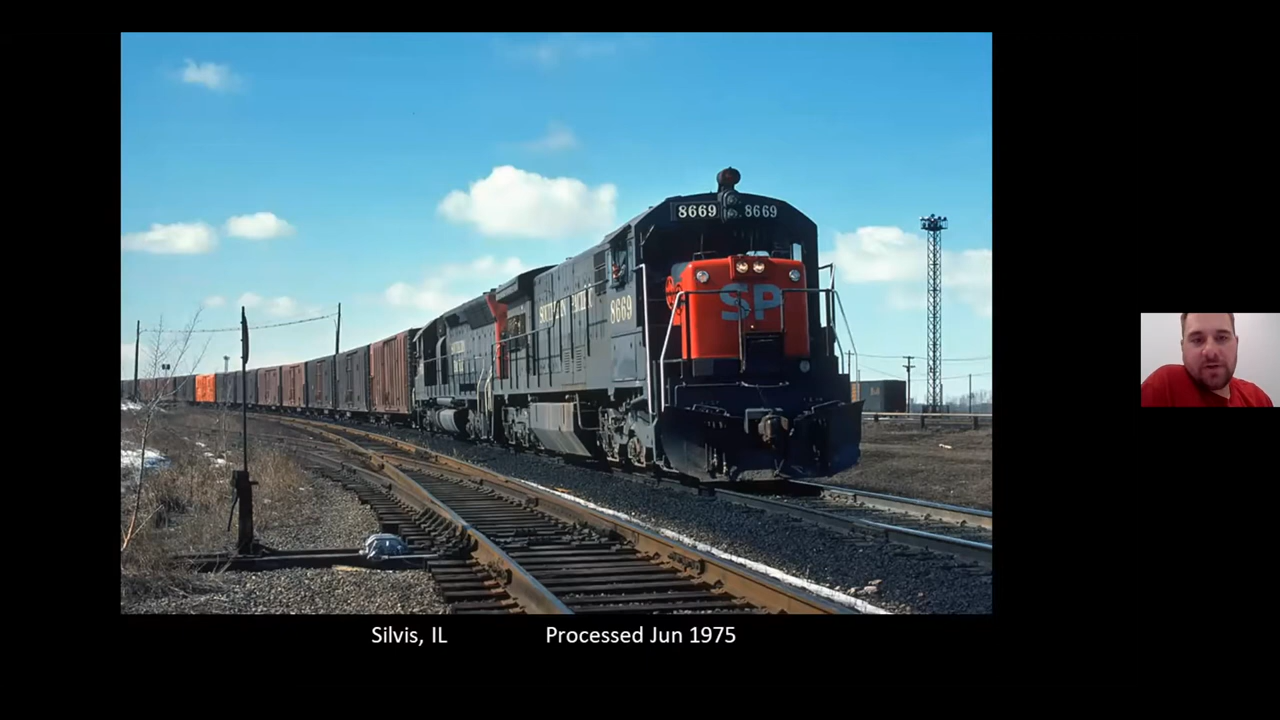 8669 8669
SP
SOUTHERN PACIFIC
8669
Silvis, IL Processed Jun 1975